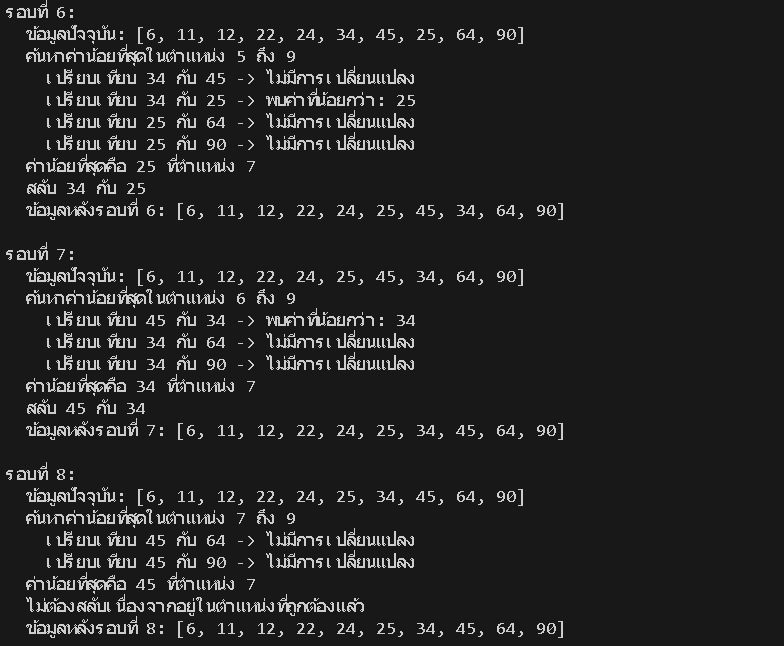 รอบที่ 6:
ข้อมูลปัจจุบัน: [6, 11, 12, 22, 24, 34, 45, 25, 64, 90]
ค้นหาค่าน้อยที่สุดในตำแหน่ง 5 ถึง 9
เปรียบเทียบ 34 กับ 45 -> ไม่มีการเปลี่ยนแปลง
เปรียบเทียบ 34 กับ 25 -> พบค่าที่น้อยกว่า: 25
เปรียบเทียบ 25 กับ 64 -> ไม่มีการเปลี่ยนแปลง
เปรียบเทียบ 25 กับ 90 -> ไม่มีการเปลี่ยนแปลง
ค่าน้อยที่สุดคือ 25 ที่ตำแหน่ง 7
สลับ 34 กับ 25
ข้อมูลหลังรอบที่ 6: [6, 11, 12, 22, 24, 25, 45, 34, 64, 90]
รอบที่ 7:
ข้อมูลปัจจุบัน: [6, 11, 12, 22, 24, 25, 45, 34, 64, 90]
ค้นหาค่าน้อยที่สุดในตำแหน่ง 6 ถึง 9
เปรียบเทียบ 45 กับ 34 -> พบค่าที่น้อยกว่า: 34
เปรียบเทียบ 34 กับ 64 -> ไม่มีการเปลี่ยนแปลง
เปรียบเทียบ 34 กับ 90 -> ไม่มีการเปลี่ยนแปลง
ค่าน้อยที่สุดคือ 34 ที่ตำแหน่ง 7
สลับ 45 กับ 34
ข้อมูลหลังรอบที่ 7: [6, 11, 12, 22, 24, 25, 34, 45, 64, 90]
รอบที่ 8:
ข้อมูลปัจจุบัน: [6, 11, 12, 22, 24, 25, 34, 45, 64, 90]
ค้นหาค่าน้อยที่สุดในตำแหน่ง 7 ถึง 9
เปรียบเทียบ 45 กับ 64 -> ไม่มีการเปลี่ยนแปลง
เปรียบเทียบ 45 กับ 90 -> ไม่มีการเปลี่ยนแปลง
ค่าน้อยที่สุดคือ 45 ที่ตำแหน่ง 7
ไม่ต้องสลับเนื่องจากอยู่ในตำแหน่งที่ถูกต้องแล้ว
ข้อมูลหลังรอบที่ 8: [6, 11, 12, 22, 24, 25, 34, 45, 64, 90]